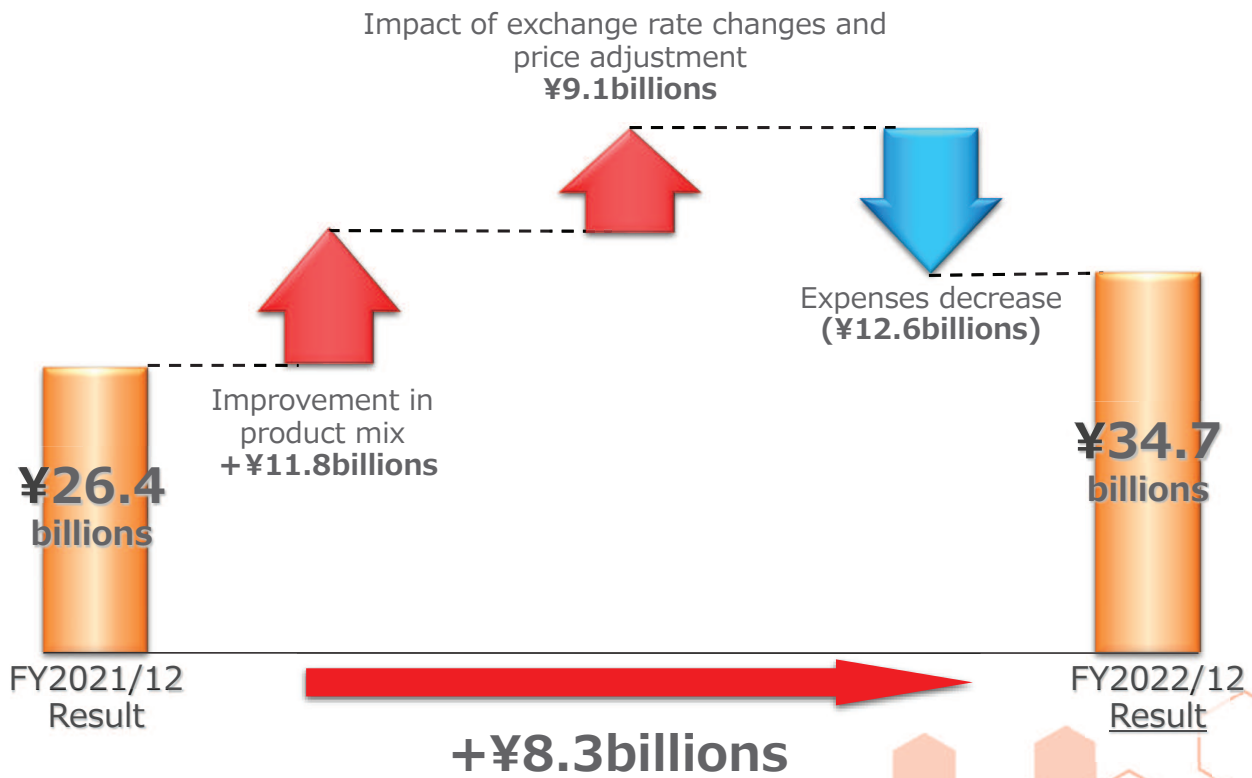 Impact of exchange rate changes and
price adjustment
¥9.1billions
Expenses decrease
(¥12.6billions)
Improvement in
product mix
+¥11.8billions
¥26.4
billions
¥34.7
billions
FY2021/12
Result
FY2022/12
Result
+¥8.3billions